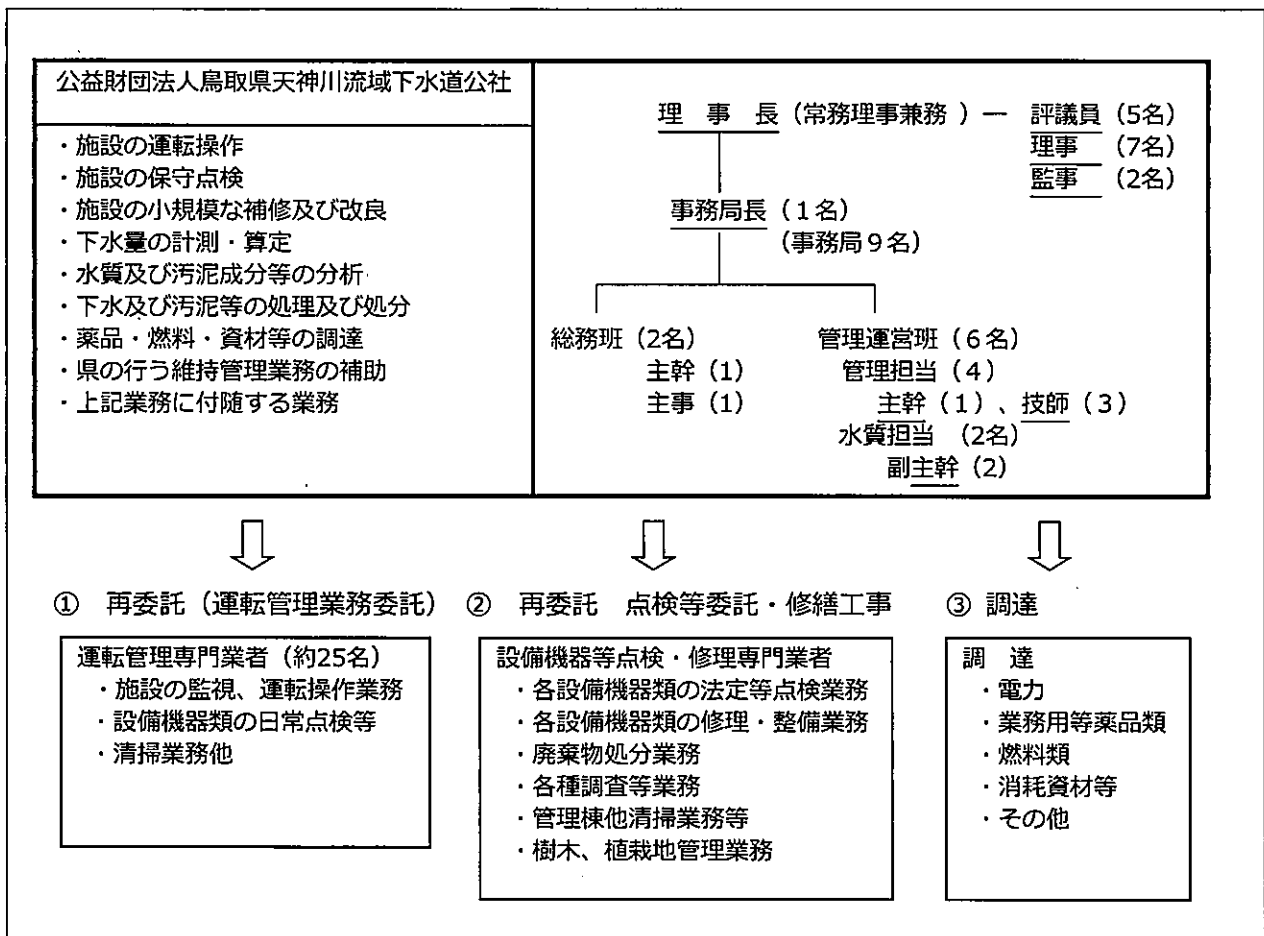 公益財団法人鳥取県天神川流域下水道公社
・施設の運転操作
・施設の保守点検
・施設の小規模な補修及び改良
・下水量の計測・算定
・水質及び汚泥成分等の分析
・下水及び汚泥等の処理及び処分
・薬品・燃料・資材等の調達
・県の行う維持管理業務の補助
・上記業務に付随する業務
理 事 長（常務理事兼務 ）― 評議員（5名）
理事 （7名）
監事 （2名）
事務局長（１名）
（事務局９名）
総務班（2名）
主幹（1）
主事（1）
管理運営班（６名）
管理担当（４）
主幹（１）、技師（３）
水質担当 （2名）
副主幹（2）
① 再委託（運転管理業務委託）
運転管理専門業者（約25名）
・施設の監視、運転操作業務
・設備機器類の日常点検等
・清掃業務他
② 再委託 点検等委託・修繕工事
設備機器等点検・修理専門業者
・各設備機器類の法定等点検業務
・各設備機器類の修理・整備業務
・廃棄物処分業務
・各種調査等業務
・管理棟他清掃業務等
・樹木、植栽地管理業務
③ 調達
調 達
・電力
・業務用等薬品類
・燃料類
・消耗資材等
・その他